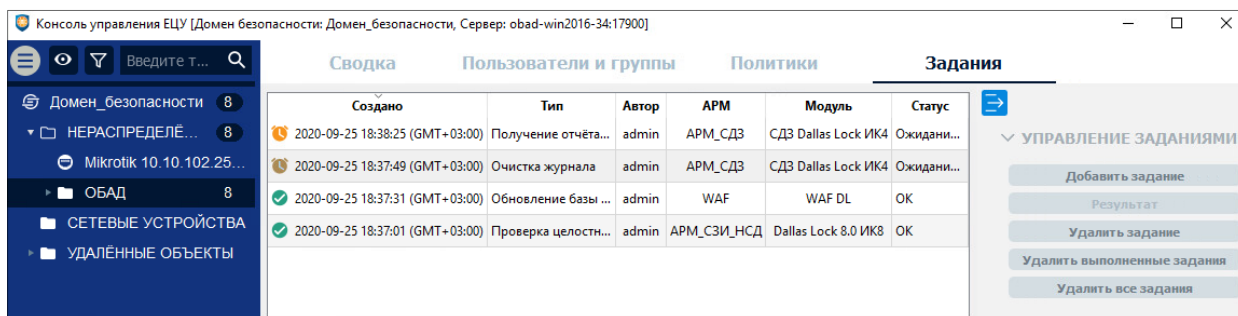 Консоль управления ЕЦУ [Домен безопасности: Домен_безопасности, Сервер: obad-win2016-34:17900]
Введите т...
Сводка Пользователи и группы Политики Задания
Домен_безопасности 8
НЕРАСПРЕДЕЛЁ... 8
Mikrotik 10.10.102.25...
ОБАД 8
СЕТЕВЫЕ УСТРОЙСТВА
УДАЛЁННЫЕ ОБЪЕКТЫ
Создано Тип Автор АРМ Модуль Статус
2020-09-25 18:38:25 (GMT+03:00) Получение отчёта... admin АРМ_СДЗ СДЗ Dallas Lock ИК4 Ожидани...
2020-09-25 18:37:49 (GMT+03:00) Очистка журнала admin АРМ_СДЗ СДЗ Dallas Lock ИК4 Ожидани...
2020-09-25 18:37:31 (GMT+03:00) Обновление базы ... admin WAF WAF DL OK
2020-09-25 18:37:01 (GMT+03:00) Проверка целостн... admin АРМ_СЗИ_НСД Dallas Lock 8.0 ИК8 OK
УПРАВЛЕНИЕ ЗАДАНИЯМИ
Добавить задание
Результат
Удалить задание
Удалить выполненные задания
Удалить все задания